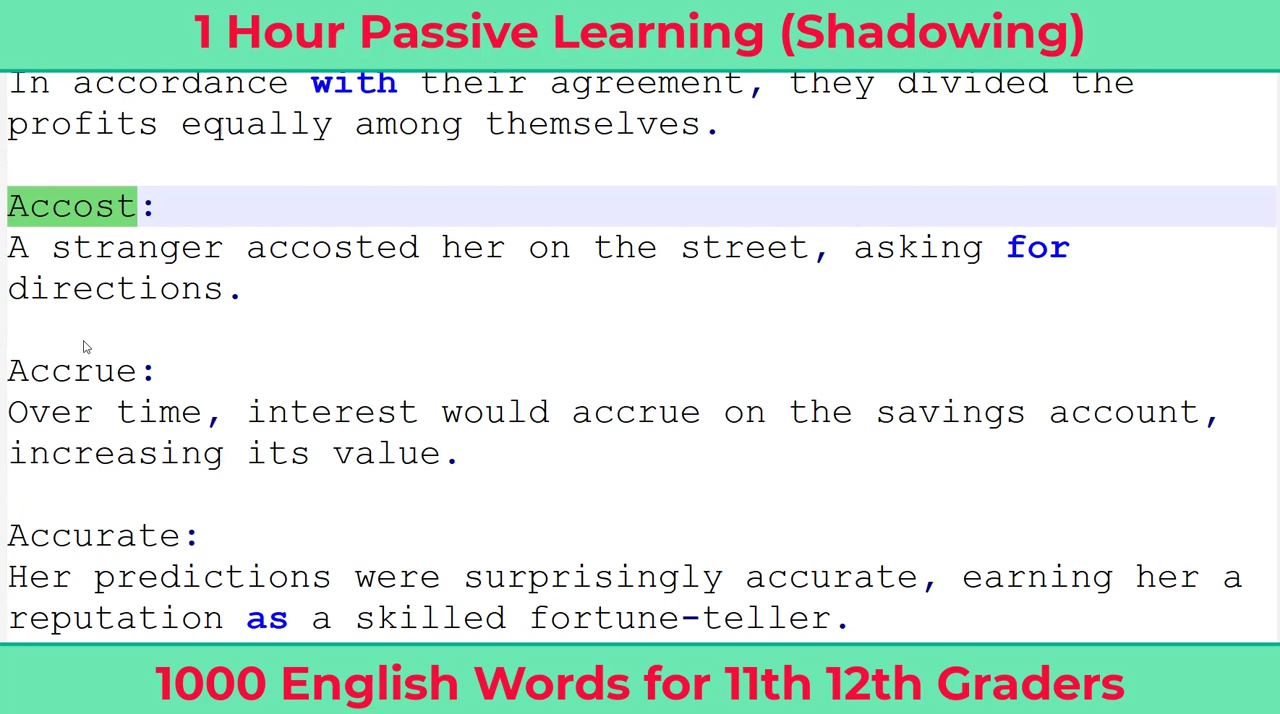 1 Hour Passive Learning (Shadowing)
In accordance with their agreement, they divided the
profits equally among themselves.
Accost:
A stranger accosted her on the street, asking for
directions.
Accrue:
Over time, interest would accrue on the savings account,
increasing its value.
Accurate:
Her predictions were surprisingly accurate, earning her a
reputation as a skilled fortune-teller.
1000 English Words for 11th 12th Graders